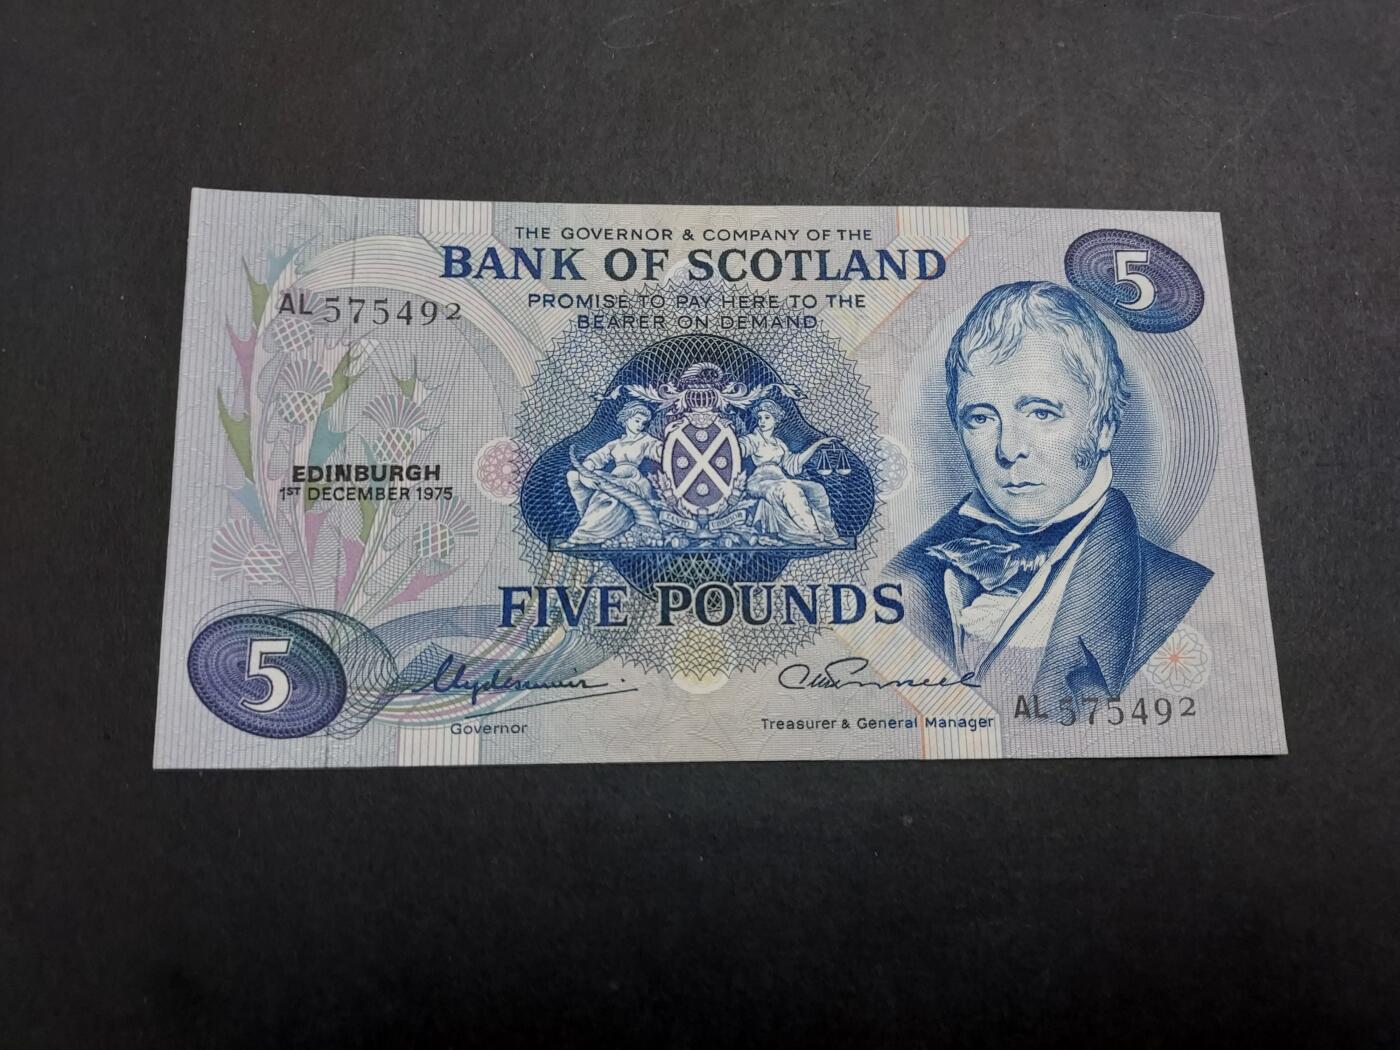 THE GOVERNOR & COMPANY OF THE
BANK OF SCOTLAND
PROMISE TO PAY HERE TO THE
BEARER ON DEMAND
5
AL 575492
EDINBURGH
1ST DECEMBER 1975
FIVE POUNDS
5
Governor
Treasurer & General Manager
AL 575492